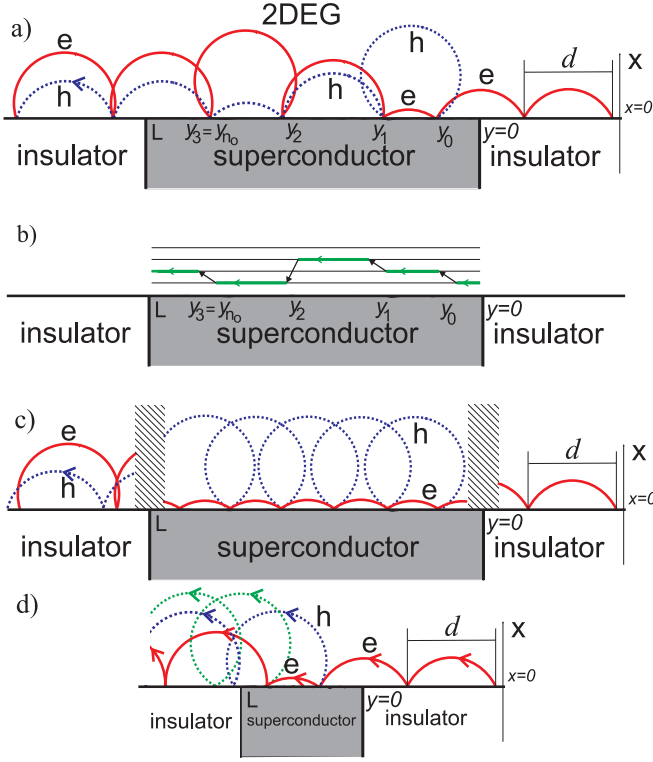 2DEG
a)
h
e
e
d
X
h
h
e
x=0
L
y₃= yₙₒ
y₂
y₁
y₀
y=0
insulator
superconductor
insulator
b)
L
y₃= yₙₒ
y₂
y₁
y₀
y=0
insulator
superconductor
insulator
c)
e
h
d
X
h
e
x=0
L
y=0
insulator
superconductor
insulator
d)
h
e
d
X
e
x=0
L
y=0
insulator
superconductor
insulator